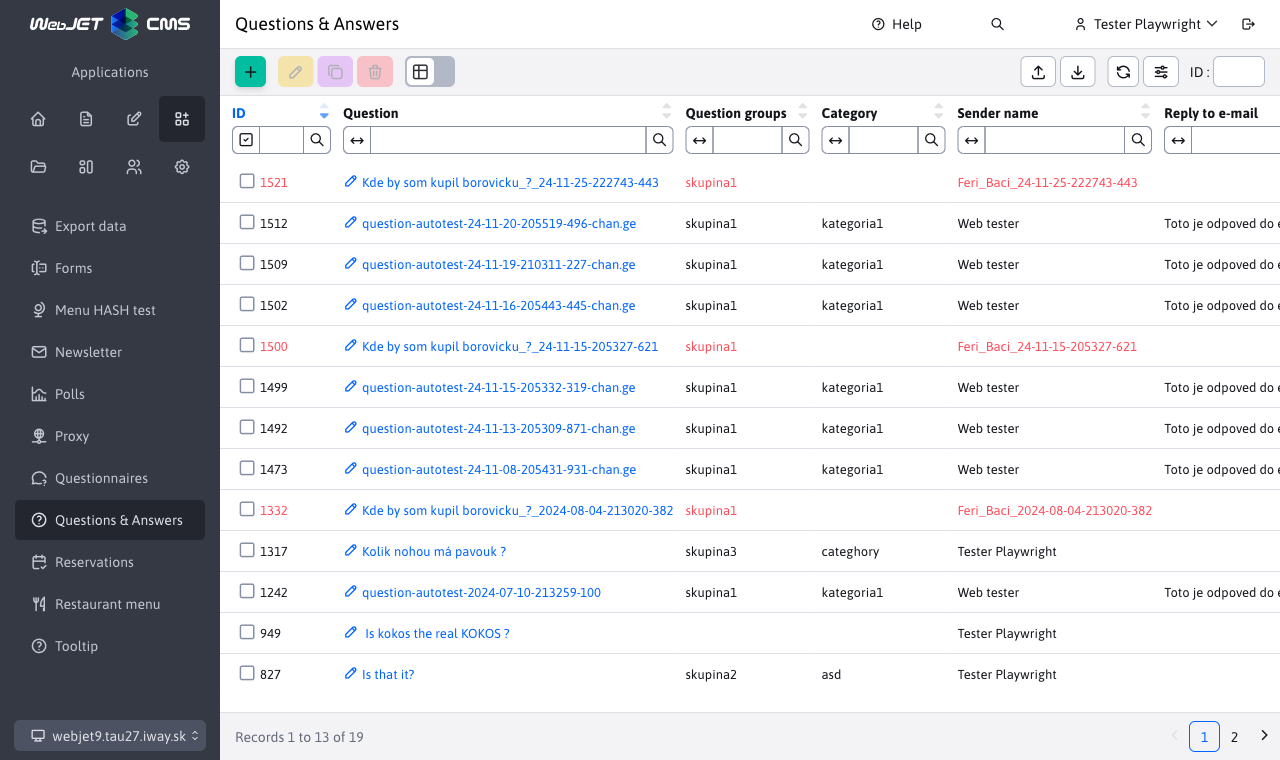 WebJET CMS
Questions & Answers
Help
Tester Playwright
Applications
ID :
ID Question Question groups Category Sender name Reply to e-mail
1521 Kde by som kupil borovicku_?_24-11-25-222743-443 skupina1 Feri_Baci_24-11-25-222743-443
1512 question-autotest-24-11-20-205519-496-chan.ge skupina1 kategoria1 Web tester Toto je odpoved do
1509 question-autotest-24-11-19-210311-227-chan.ge skupina1 kategoria1 Web tester Toto je odpoved do
1502 question-autotest-24-11-16-205443-445-chan.ge skupina1 kategoria1 Web tester Toto je odpoved do
1500 Kde by som kupil borovicku_?_24-11-15-205327-621 skupina1 Feri_Baci_24-11-15-205327-621
1499 question-autotest-24-11-15-205332-319-chan.ge skupina1 kategoria1 Web tester Toto je odpoved do
1492 question-autotest-24-11-13-205309-871-chan.ge skupina1 kategoria1 Web tester Toto je odpoved do
1473 question-autotest-24-11-08-205431-931-chan.ge skupina1 kategoria1 Web tester Toto je odpoved do
1332 Kde by som kupil borovicku_?_2024-08-04-213020-382 skupina1 Feri_Baci_2024-08-04-213020-382
1317 Kolik nohou má pavouk ? skupina3 categhory Tester Playwright
1242 question-autotest-2024-07-10-213259-100 skupina1 kategoria1 Web tester Toto je odpoved do
949 Is kokos the real KOKOS ? Tester Playwright
827 Is that it? skupina2 asd Tester Playwright
Export data
Forms
Menu HASH test
Newsletter
Polls
Proxy
Questionnaires
Questions & Answers
Reservations
Restaurant menu
Tooltip
webjet9.tau27.iway.sk
Records 1 to 13 of 19
1 2